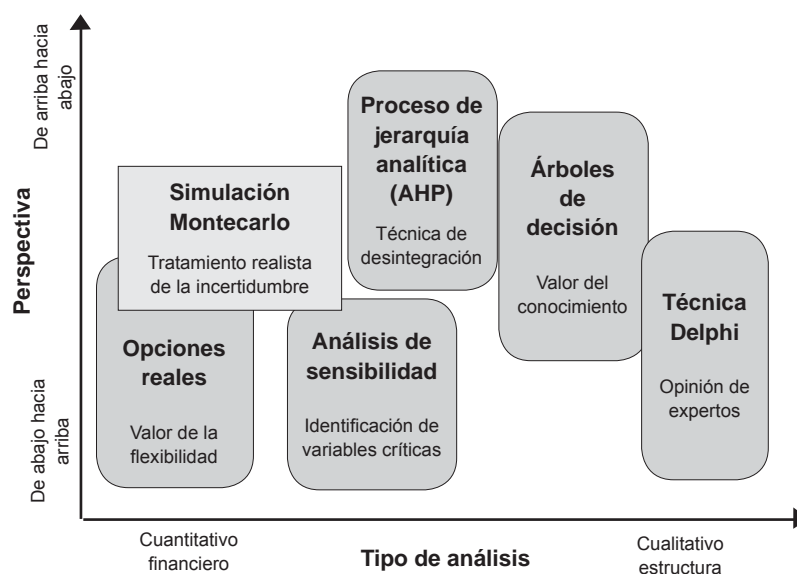 De arriba hacia
abajo
Perspectiva
De abajo hacia
arriba
Simulación
Montecarlo
Tratamiento realista
de la incertidumbre
Opciones
reales
Valor de la
flexibilidad
Proceso de
jerarquía
analítica
(AHP)
Técnica de
desintegración
Análisis de
sensibilidad
Identificación de
variables críticas
Árboles
de
decisión
Valor del
conocimiento
Técnica
Delphi
Opinión de
expertos
Cuantitativo
financiero
Tipo de análisis
Cualitativo
estructura